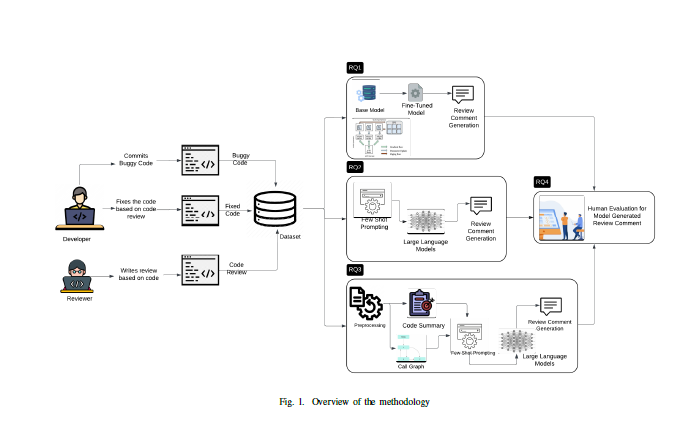 RQ1
Base Model
Fine-Tuned
Model
Review
Comment
Generation
Commits
Buggy Code
Buggy
Code
Developer
Fixes the code
based on code
review
Fixed
Code
Dataset
Reviewer
Writes review
based on code
Code
Review
RQ2
Few Shot
Prompting
Large Language
Models
Review
Comment
Generation
RQ4
Human Evaluation for
Model Generated
Review Comment
RQ3
Preprocessing
Code Summary
Call Graph
Few-Shot-Prompting
Large Language
Models
Review Comment
Generation
Fig. 1. Overview of the methodology